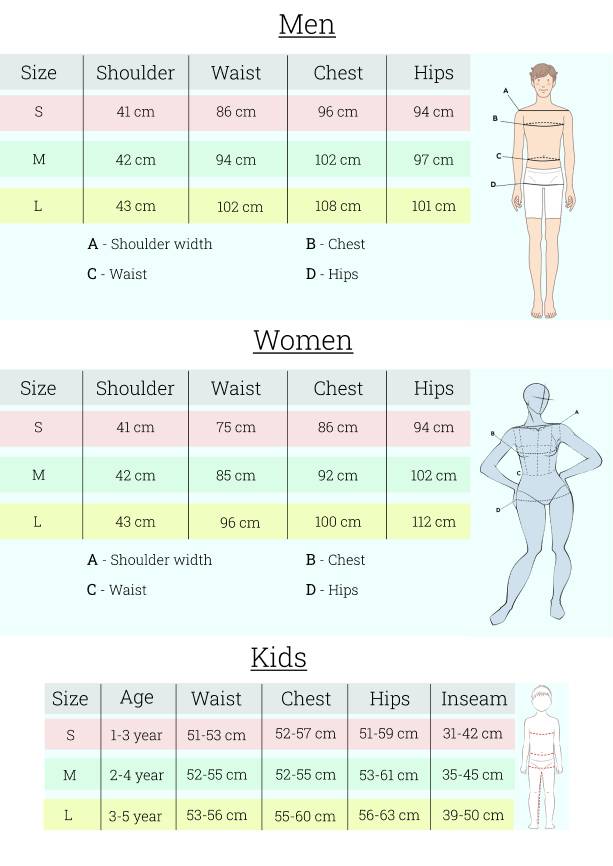 Men
Size Shoulder Waist Chest Hips
S 41 cm 86 cm 96 cm 94 cm
M 42 cm 94 cm 102 cm 97 cm
L 43 cm 102 cm 108 cm 101 cm
A - Shoulder width B - Chest
C - Waist D - Hips
A
B
C
D
Women
Size Shoulder Waist Chest Hips
S 41 cm 75 cm 86 cm 94 cm
M 42 cm 85 cm 92 cm 102 cm
L 43 cm 96 cm 100 cm 112 cm
A - Shoulder width B - Chest
C - Waist D - Hips
A
B
C
D
Kids
Size Age Waist Chest Hips Inseam
S 1-3 year 51-53 cm 52-57 cm 51-59 cm 31-42 cm
M 2-4 year 52-55 cm 52-55 cm 53-61 cm 35-45 cm
L 3-5 year 53-56 cm 55-60 cm 56-63 cm 39-50 cm